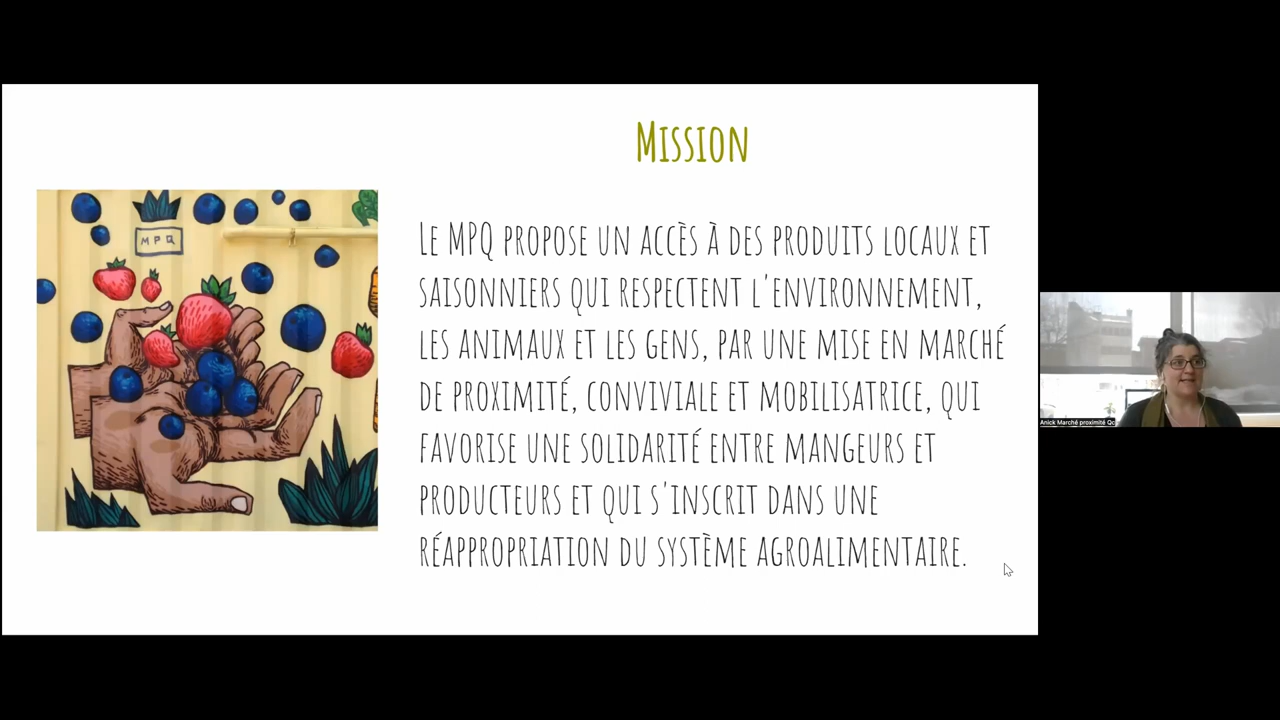 Mission
MPQ
Le MPQ propose un accès à des produits locaux et
saisonniers qui respectent l'environnement,
les animaux et les gens, par une mise en marché
de proximité, conviviale et mobilisatrice, qui
favorise une solidarité entre mangeurs et
producteurs et qui s'inscrit dans une
réappropriation du système agroalimentaire.
Anick Marché proximité Qc